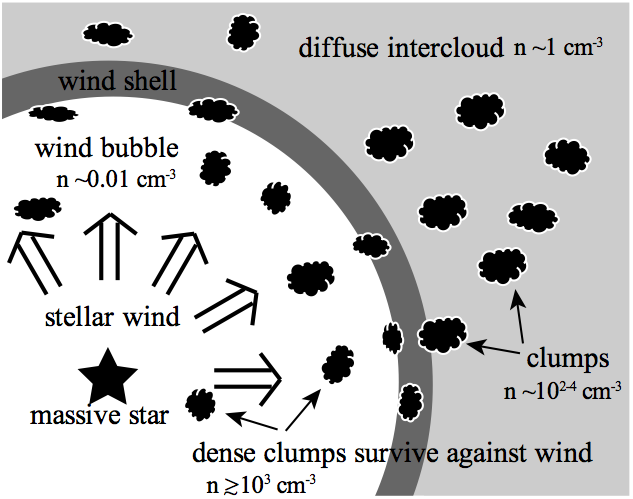 diffuse intercloud n ~1 cm⁻³
wind shell
wind bubble
n ~0.01 cm⁻³
stellar wind
massive star
clumps
n ~10²⁻⁴ cm⁻³
dense clumps survive against wind
n ≳10³ cm⁻³